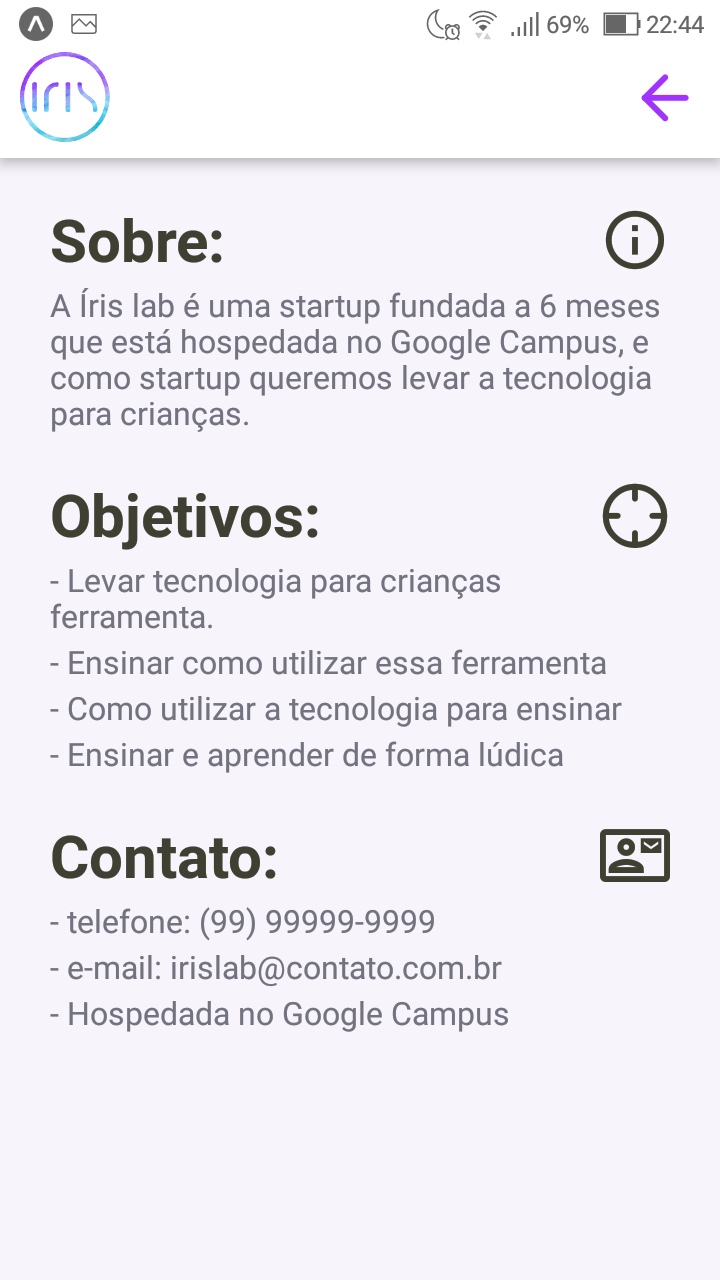 69% 22:44
Iris
Sobre:
A Íris lab é uma startup fundada a 6 meses
que está hospedada no Google Campus, e
como startup queremos levar a tecnologia
para crianças.
Objetivos:
- Levar tecnologia para crianças
ferramenta.
- Ensinar como utilizar essa ferramenta
- Como utilizar a tecnologia para ensinar
- Ensinar e aprender de forma lúdica
Contato:
- telefone: (99) 99999-9999
- e-mail: irislab@contato.com.br
- Hospedada no Google Campus